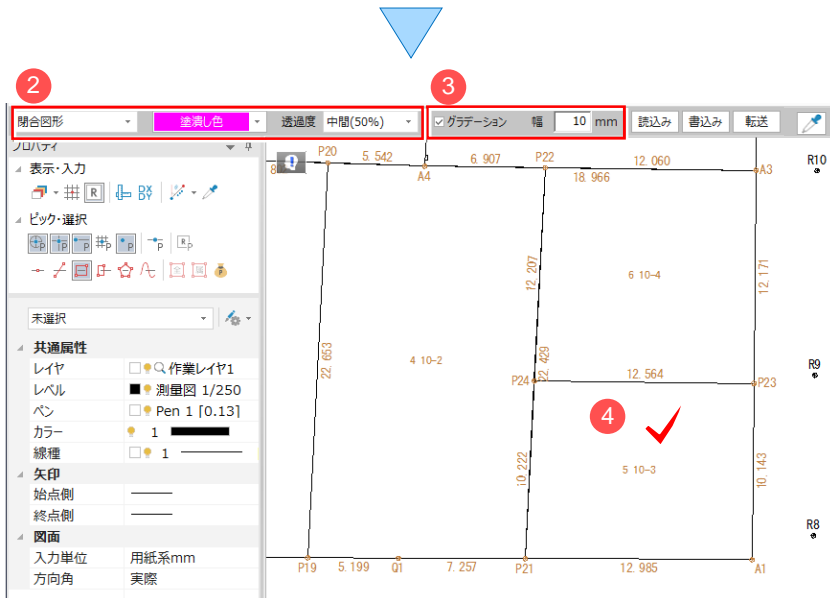 2
3
閉合図形 塗潰し色 透過度 中間(50%) グラデーション 幅 10 mm 読込み 書込み 転送
プロパティ
表示・入力
R DX DY
ピック・選択
P P P P P P R P
全 P
未選択
共通属性
レイヤ 作業レイヤ1
レベル 測量図 1/250
ペン Pen 1 [0.13]
カラー 1
線種 1
矢印
始点側
終点側
図面
入力単位 用紙系mm
方向角 実際
8
P20 5.542 A4 6.907 P22 12.060 A3 R10
18.966
12.207
6 10-4
12.171
22.653
4 10-2
22.429
R9
P24 12.564 P23
4
10.222
5 10-3
10.143
R8
P19 5.199 Q1 7.257 P21 12.985 A1